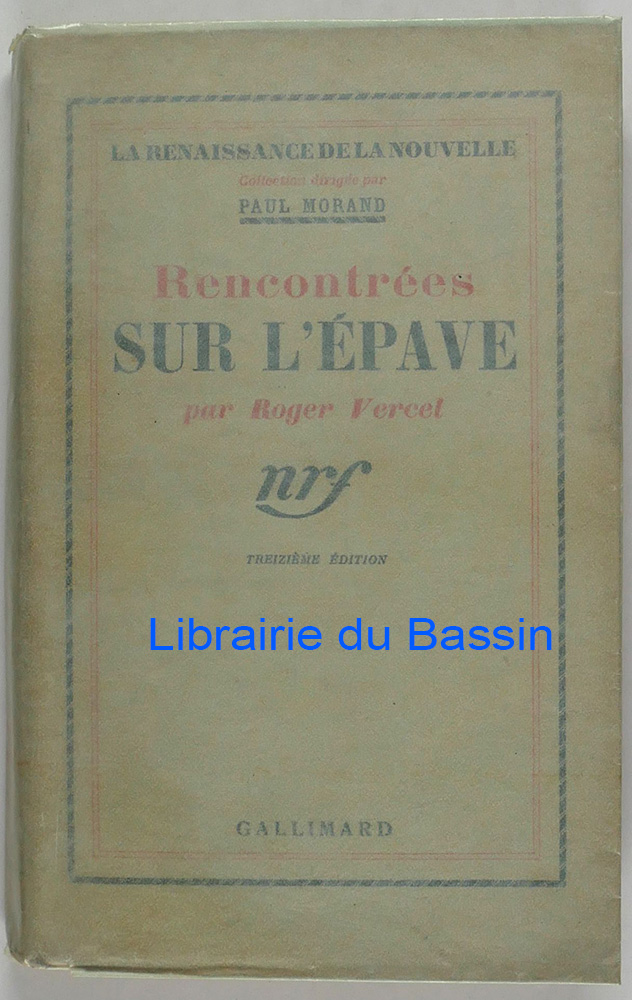 LA RENAISSANCE DE LA NOUVELLE
Collection dirigée par
PAUL MORAND
Rencontrées
SUR L'ÉPAVE
par Roger Vercel
nrf
TREIZIÈME ÉDITION
Librairie du Bassin
GALLIMARD